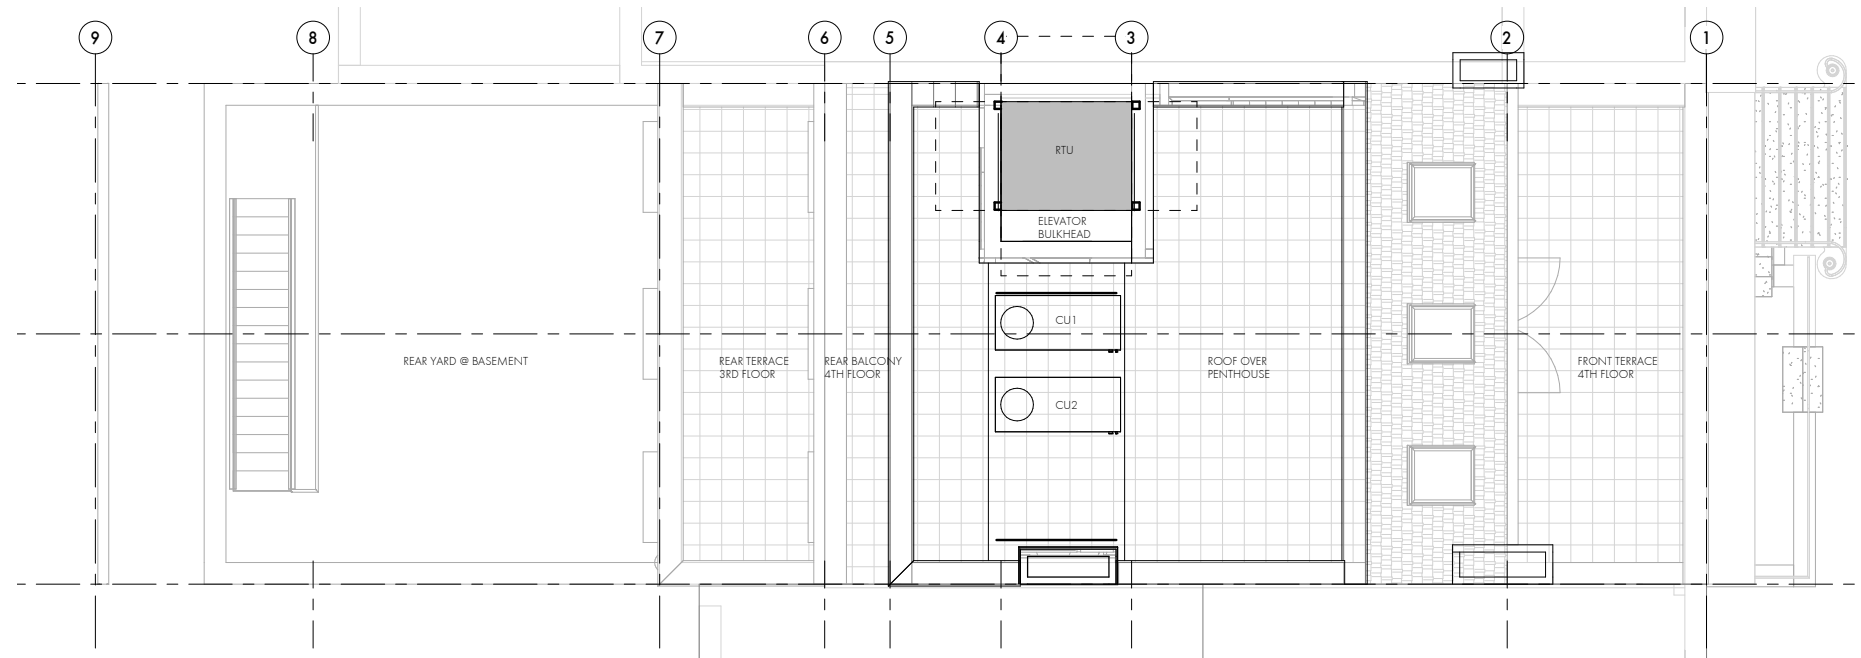 9 8 7 6 5 4 3 2 1
RTU
ELEVATOR
BULKHEAD
CU1
REAR YARD @ BASEMENT
REAR TERRACE
3RD FLOOR
REAR BALCONY
4TH FLOOR
ROOF OVER
PENTHOUSE
FRONT TERRACE
4TH FLOOR
CU2